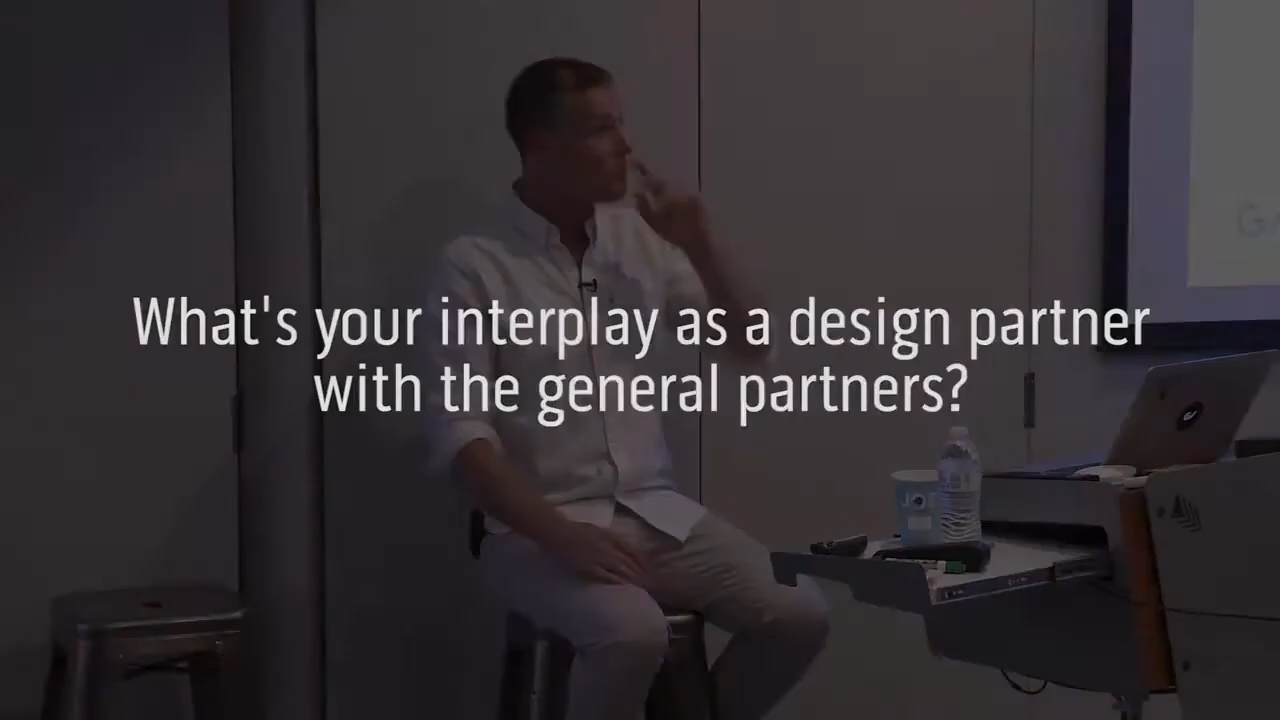 What's your interplay as a design partner
with the general partners?